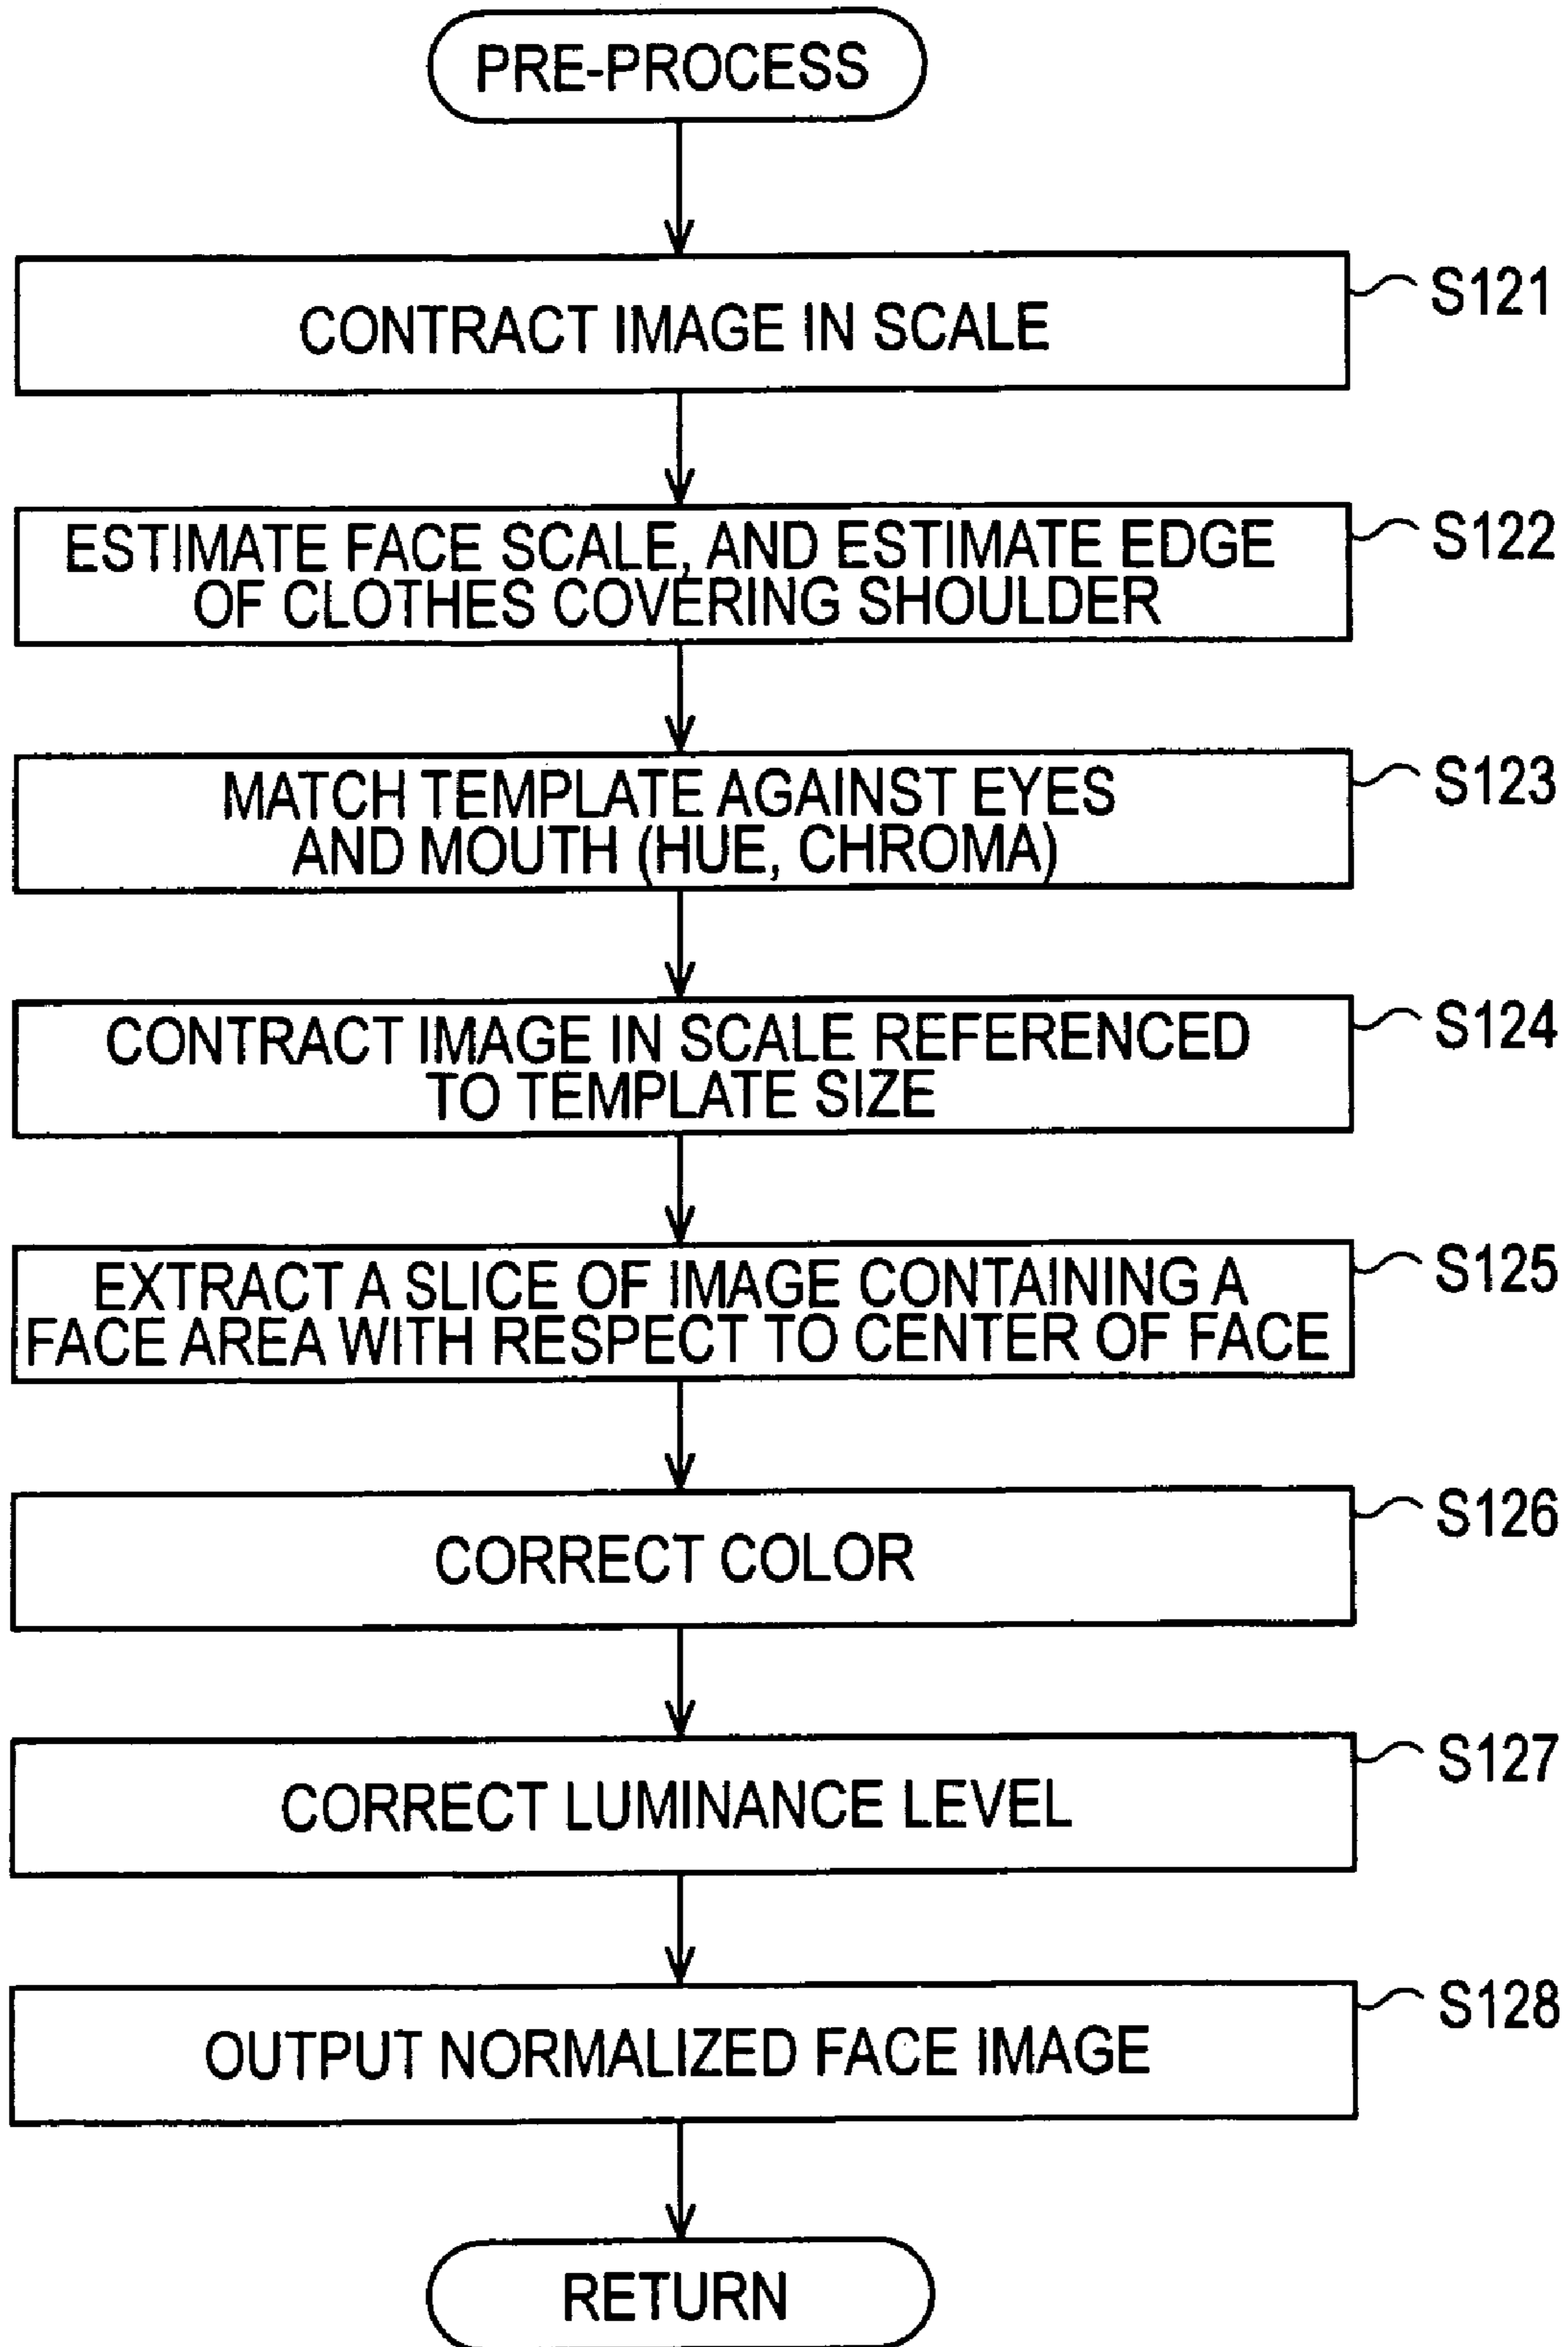 PRE-PROCESS
CONTRACT IMAGE IN SCALE
S121
ESTIMATE FACE SCALE, AND ESTIMATE EDGE
OF CLOTHES COVERING SHOULDER
S122
MATCH TEMPLATE AGAINST EYES
AND MOUTH (HUE, CHROMA)
S123
CONTRACT IMAGE IN SCALE REFERENCED
TO TEMPLATE SIZE
S124
EXTRACT A SLICE OF IMAGE CONTAINING A
FACE AREA WITH RESPECT TO CENTER OF FACE
S125
CORRECT COLOR
S126
CORRECT LUMINANCE LEVEL
S127
OUTPUT NORMALIZED FACE IMAGE
S128
RETURN